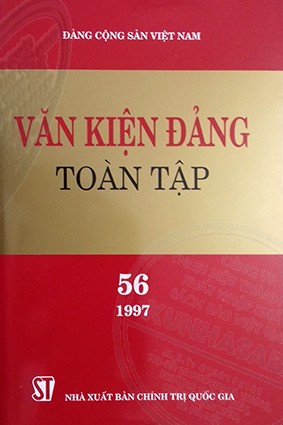 ĐẢNG CỘNG SẢN VIỆT NAM
VĂN KIỆN ĐẢNG
TOÀN TẬP
56
1997
ST
NHÀ XUẤT BẢN CHÍNH TRỊ QUỐC GIA
XUNHASABA